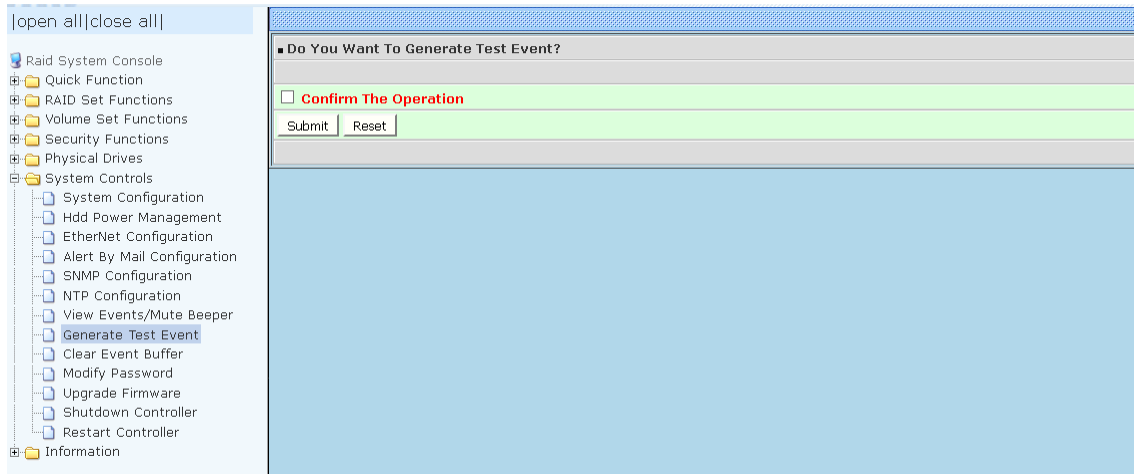 |open all|close all|
Raid System Console
Quick Function
RAID Set Functions
Volume Set Functions
Security Functions
Physical Drives
System Controls
System Configuration
Hdd Power Management
EtherNet Configuration
Alert By Mail Configuration
SNMP Configuration
NTP Configuration
View Events/Mute Beeper
Generate Test Event
Clear Event Buffer
Modify Password
Upgrade Firmware
Shutdown Controller
Restart Controller
Information
Do You Want To Generate Test Event?
Confirm The Operation
Submit Reset